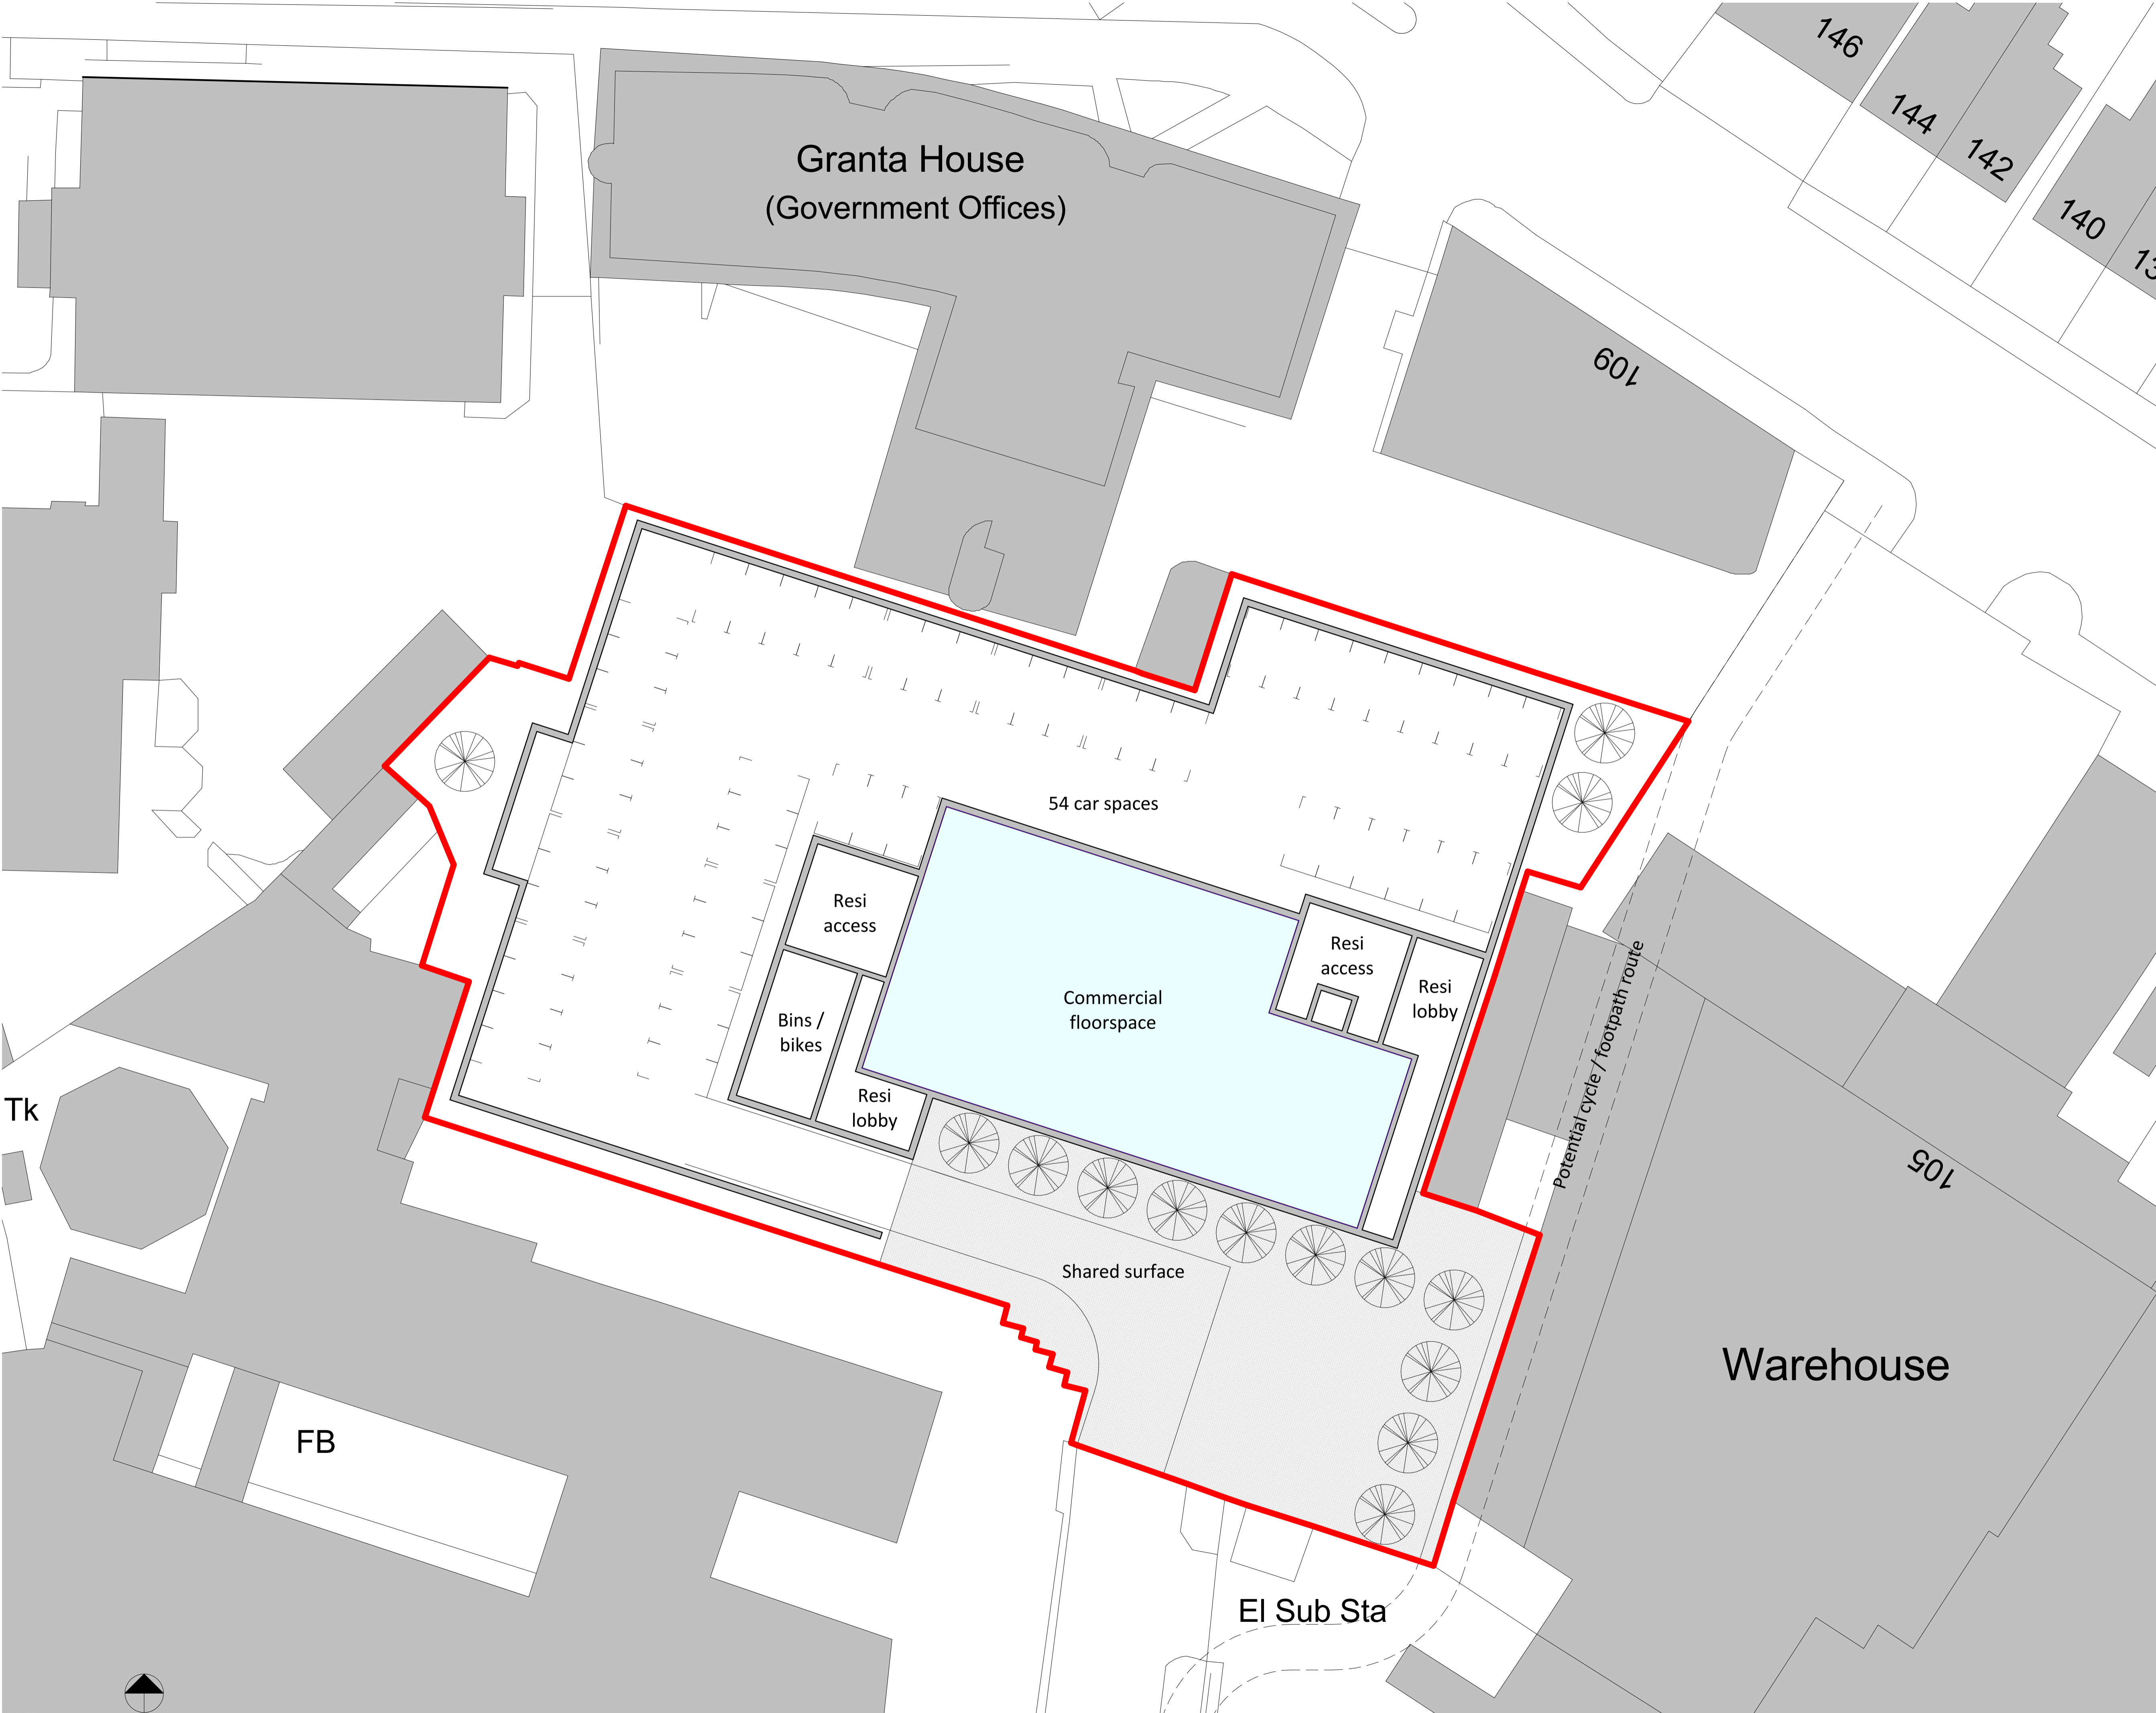 146
144
142
140
Granta House
(Government Offices)
109
54 car spaces
Resi
access
Resi
access
Resi
lobby
Commercial
floorspace
Bins /
bikes
Resi
lobby
Potential cycle / footpath route
Tk
105
Shared surface
Warehouse
FB
El Sub Sta